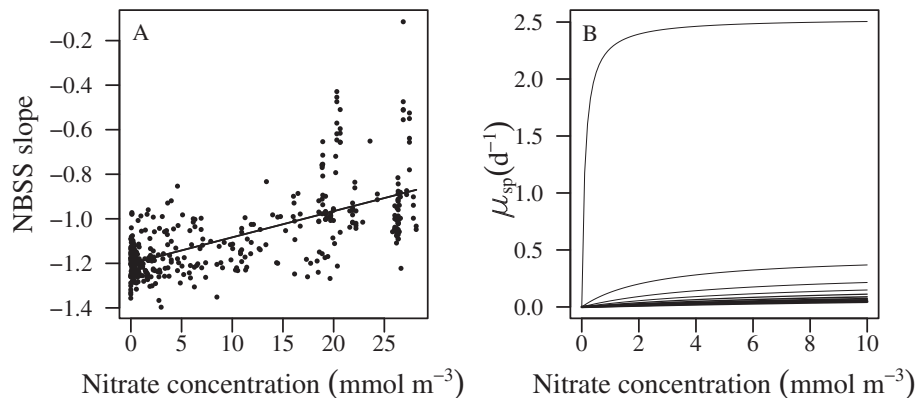 A
NBSS slope
−0.2
−0.4
−0.6
−0.8
−1.0
−1.2
−1.4
0 5 10 15 20 25
Nitrate concentration (mmol m⁻³)
B
μsp(d⁻¹)
2.5
2.0
1.5
1.0
0.5
0.0
0 2 4 6 8 10
Nitrate concentration (mmol m⁻³)